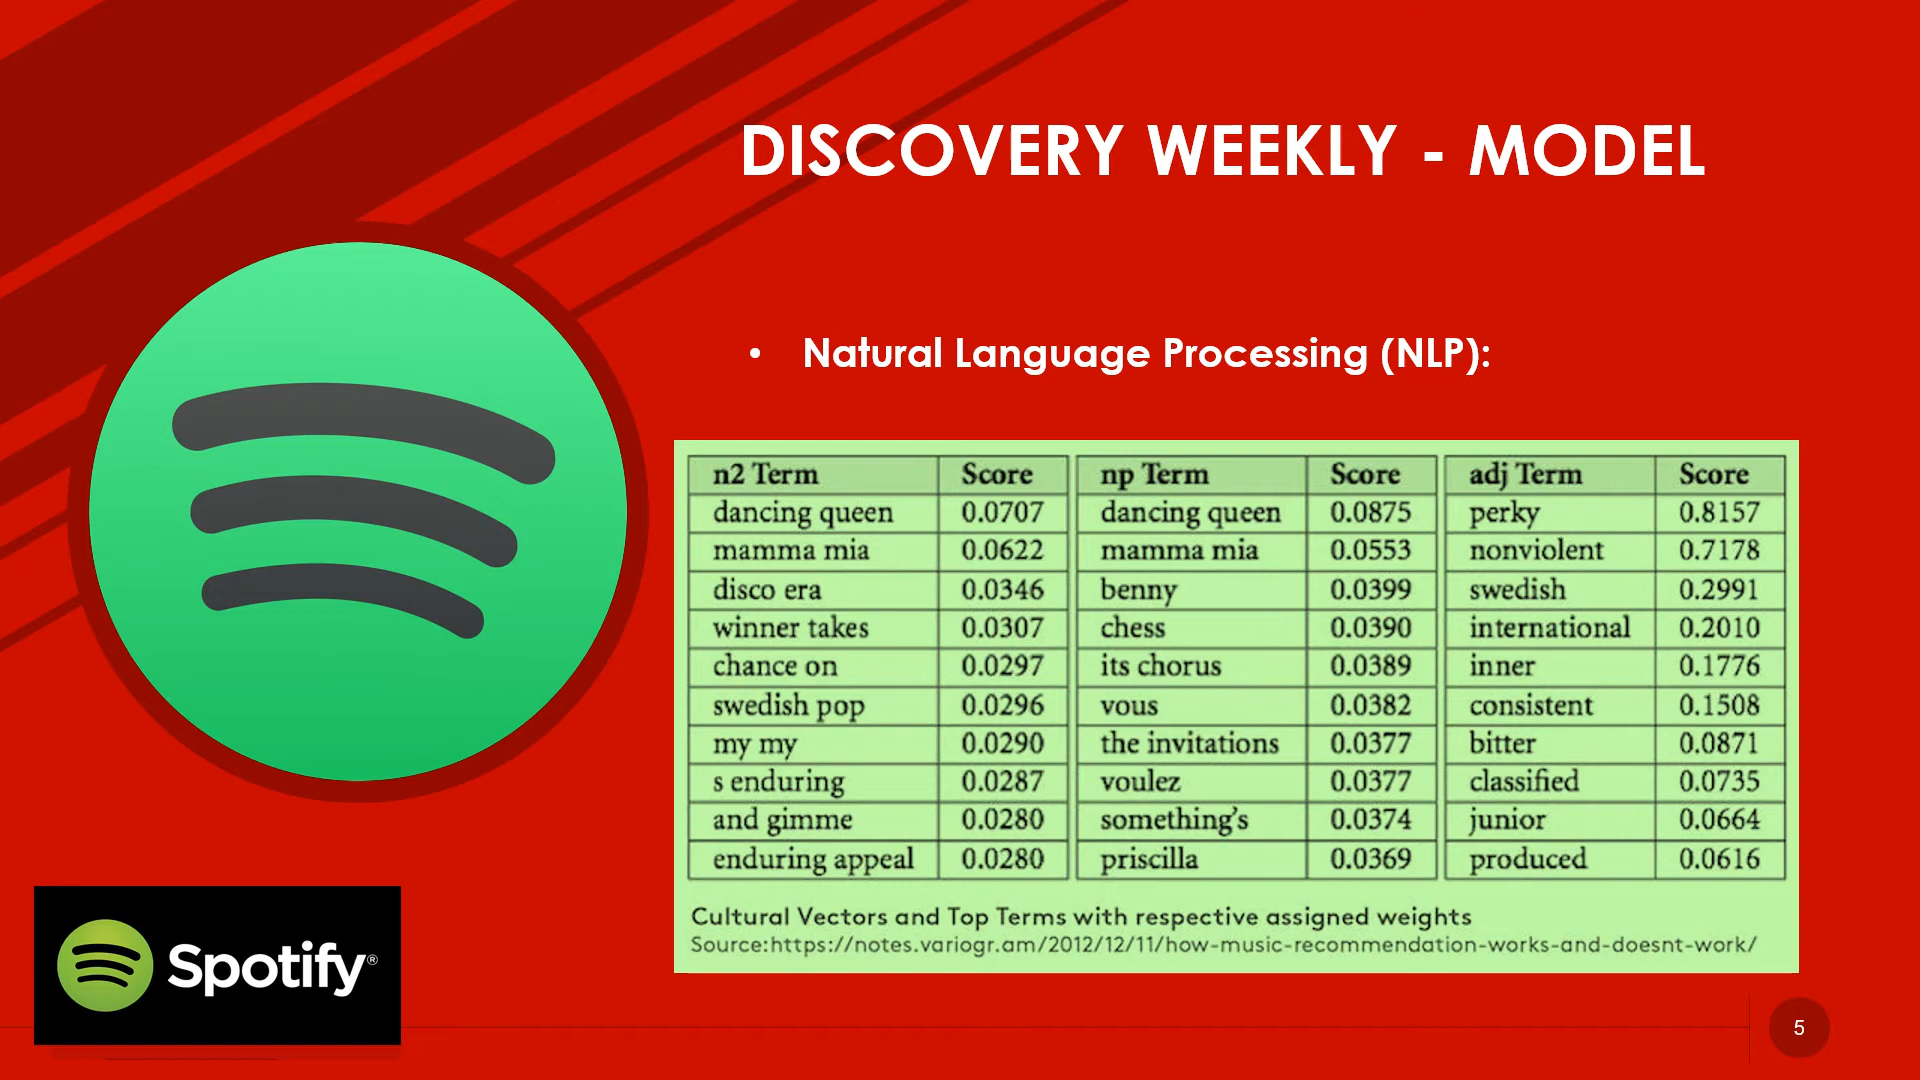 DISCOVERY WEEKLY - MODEL
• Natural Language Processing (NLP):
n2 Term Score np Term Score adj Term Score
dancing queen 0.0707 dancing queen 0.0875 perky 0.8157
mamma mia 0.0622 mamma mia 0.0553 nonviolent 0.7178
disco era 0.0346 benny 0.0399 swedish 0.2991
winner takes 0.0307 chess 0.0390 international 0.2010
chance on 0.0297 its chorus 0.0389 inner 0.1776
swedish pop 0.0296 vous 0.0382 consistent 0.1508
my my 0.0290 the invitations 0.0377 bitter 0.0871
s enduring 0.0287 voulez 0.0377 classified 0.0735
and gimme 0.0280 something's 0.0374 junior 0.0664
enduring appeal 0.0280 priscilla 0.0369 produced 0.0616
Cultural Vectors and Top Terms with respective assigned weights
Source:https://notes.variogr.am/2012/12/11/how-music-recommendation-works-and-doesnt-work/
Spotify®
5